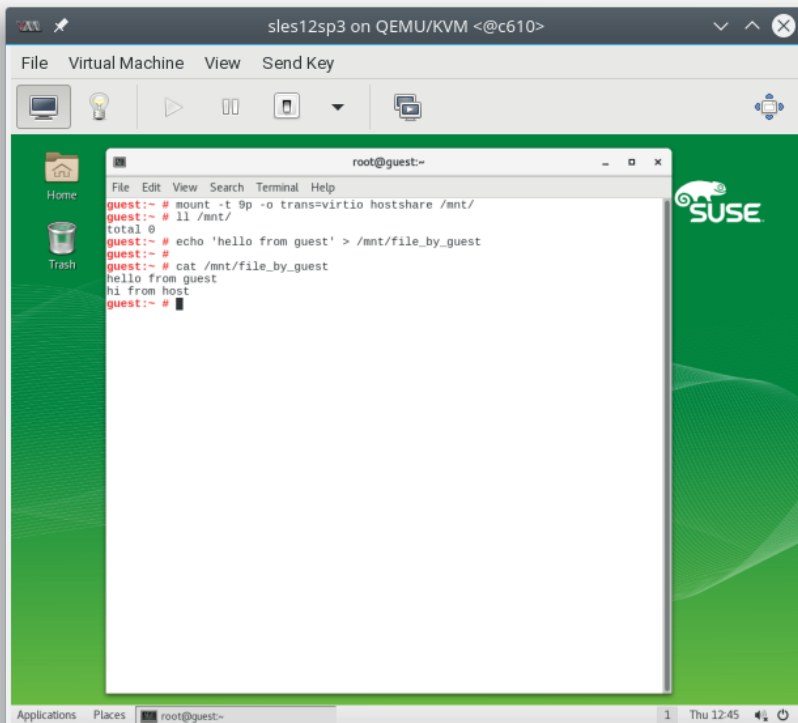 sles12sp3 on QEMU/KVM <@c610>
File Virtual Machine View Send Key
root@guest:~
File Edit View Search Terminal Help
guest:~ # mount -t 9p -o trans=virtio hostshare /mnt/
guest:~ # ll /mnt/
total 0
guest:~ # echo 'hello from guest' > /mnt/file_by_guest
guest:~ #
guest:~ # cat /mnt/file_by_guest
hello from guest
hi from host
guest:~ #
Home
Trash
SUSE
Applications Places root@guest:~ 1 Thu 12:45